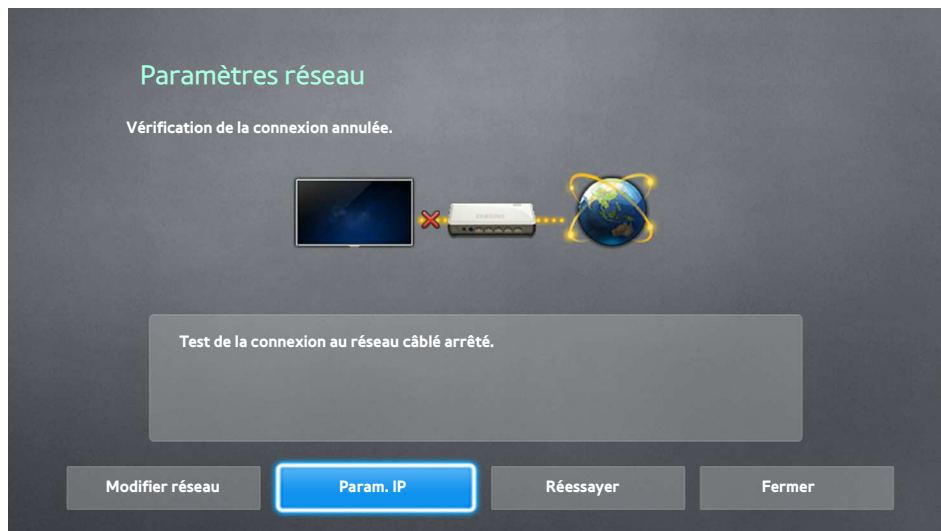 Paramètres réseau
Vérification de la connexion annulée.
SAMSUNG
Test de la connexion au réseau câblé arrêté.
Modifier réseau
Param. IP
Réessayer
Fermer